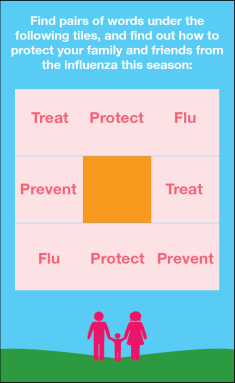 Find pairs of words under the
following tiles, and find out how to
protect your family and friends from
the influenza this season:
Treat Protect Flu
Prevent Treat
Flu Protect Prevent